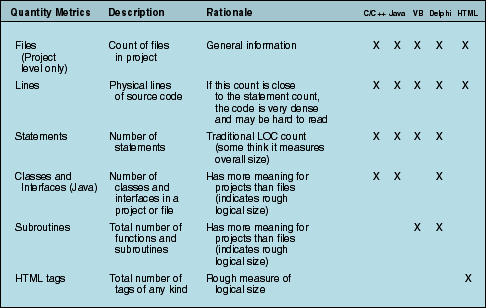 Quantity Metrics Description Rationale C/C++ Java VB Delphi HTML
Files Count of files General information X X X X X
(Project in project
level only)
Lines Physical lines If this count is close X X X X X
of source code to the statement count,
the code is very dense
and may be hard to read
Statements Number of Traditional LOC count X X X X
statements (some think it measures
overall size)
Classes and Number of Has more meaning for X X X
Interfaces (Java) classes and projects than files
interfaces in a (indicates rough
project or file logical size)
Subroutines Total number of Has more meaning for X X
functions and projects than files
subroutines (indicates rough
logical size)
HTML tags Total number of Rough measure of X
tags of any kind logical size